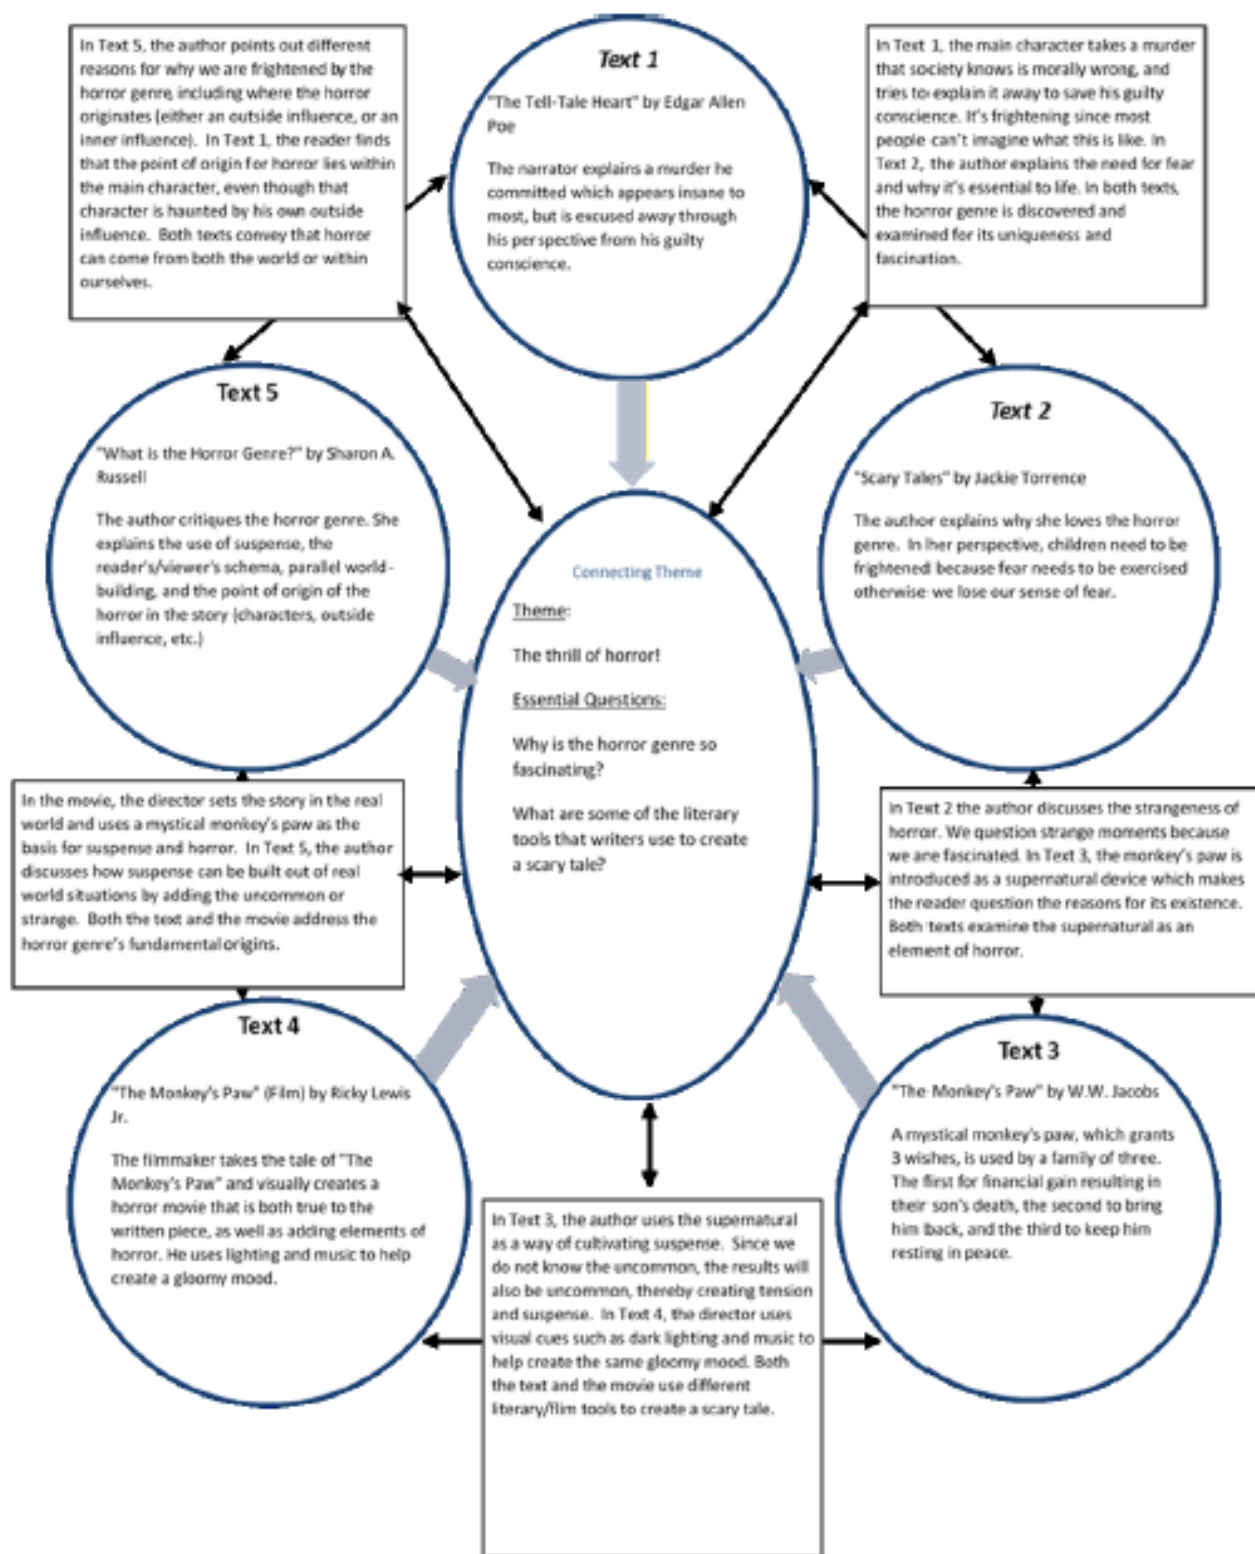 In Text 5, the author points out different
reasons for why we are frightened by the
horror genre, including where the horror
originates (either an outside influence, or an
inner influence). In Text 1, the reader finds
that the point of origin for horror lies within
the main character, even though that
character is haunted by his own outside
influence. Both texts convey that horror
can come from both the world or within
ourselves.
Text 1
"The Tell-Tale Heart" by Edgar Allen
Poe
The narrator explains a murder he
committed which appears insane to
most, but is excused away through
his perspective from his guilty
conscience.
In Text 1, the main character takes a murder
that society knows is morally wrong, and
tries to explain it away to save his guilty
conscience. It's frightening since most
people can't imagine what this is like. In
Text 2, the author explains the need for fear
and why it's essential to life. In both texts,
the horror genre is discovered and
examined for its uniqueness and
fascination.
Text 5
"What is the Horror Genre?" by Sharon A.
Russell
The author critiques the horror genre. She
explains the use of suspense, the
reader's/viewer's schema, parallel world-
building, and the point of origin of the
horror in the story (characters, outside
influence, etc.)
Text 2
"Scary Tales" by Jackie Torrence
The author explains why she loves the horror
genre. In her perspective, children need to be
frightened because fear needs to be exercised
otherwise we lose our sense of fear.
Connecting Theme
Theme:
The thrill of horror!
Essential Questions:
Why is the horror genre so
fascinating?
What are some of the literary
tools that writers use to create
a scary tale?
In the movie, the director sets the story in the real
world and uses a mystical monkey's paw as the
basis for suspense and horror. In Text 5, the author
discusses how suspense can be built out of real
world situations by adding the uncommon or
strange. Both the text and the movie address the
horror genre's fundamental origins.
In Text 2 the author discusses the strangeness of
horror. We question strange moments because
we are fascinated. In Text 3, the monkey's paw is
introduced as a supernatural device which makes
the reader question the reasons for its existence.
Both texts examine the supernatural as an
element of horror.
Text 4
"The Monkey's Paw" (Film) by Ricky Lewis
Jr.
The filmmaker takes the tale of "The
Monkey's Paw" and visually creates a
horror movie that is both true to the
written piece, as well as adding elements of
horror. He uses lighting and music to help
create a gloomy mood.
Text 3
"The Monkey's Paw" by W.W. Jacobs
A mystical monkey's paw, which grants
3 wishes, is used by a family of three.
The first for financial gain resulting in
their son's death, the second to bring
him back, and the third to keep him
resting in peace.
In Text 3, the author uses the supernatural
as a way of cultivating suspense. Since we
do not know the uncommon, the results will
also be uncommon, thereby creating tension
and suspense. In Text 4, the director uses
visual cues such as dark lighting and music to
help create the same gloomy mood. Both
the text and the movie use different
literary/film tools to create a scary tale.